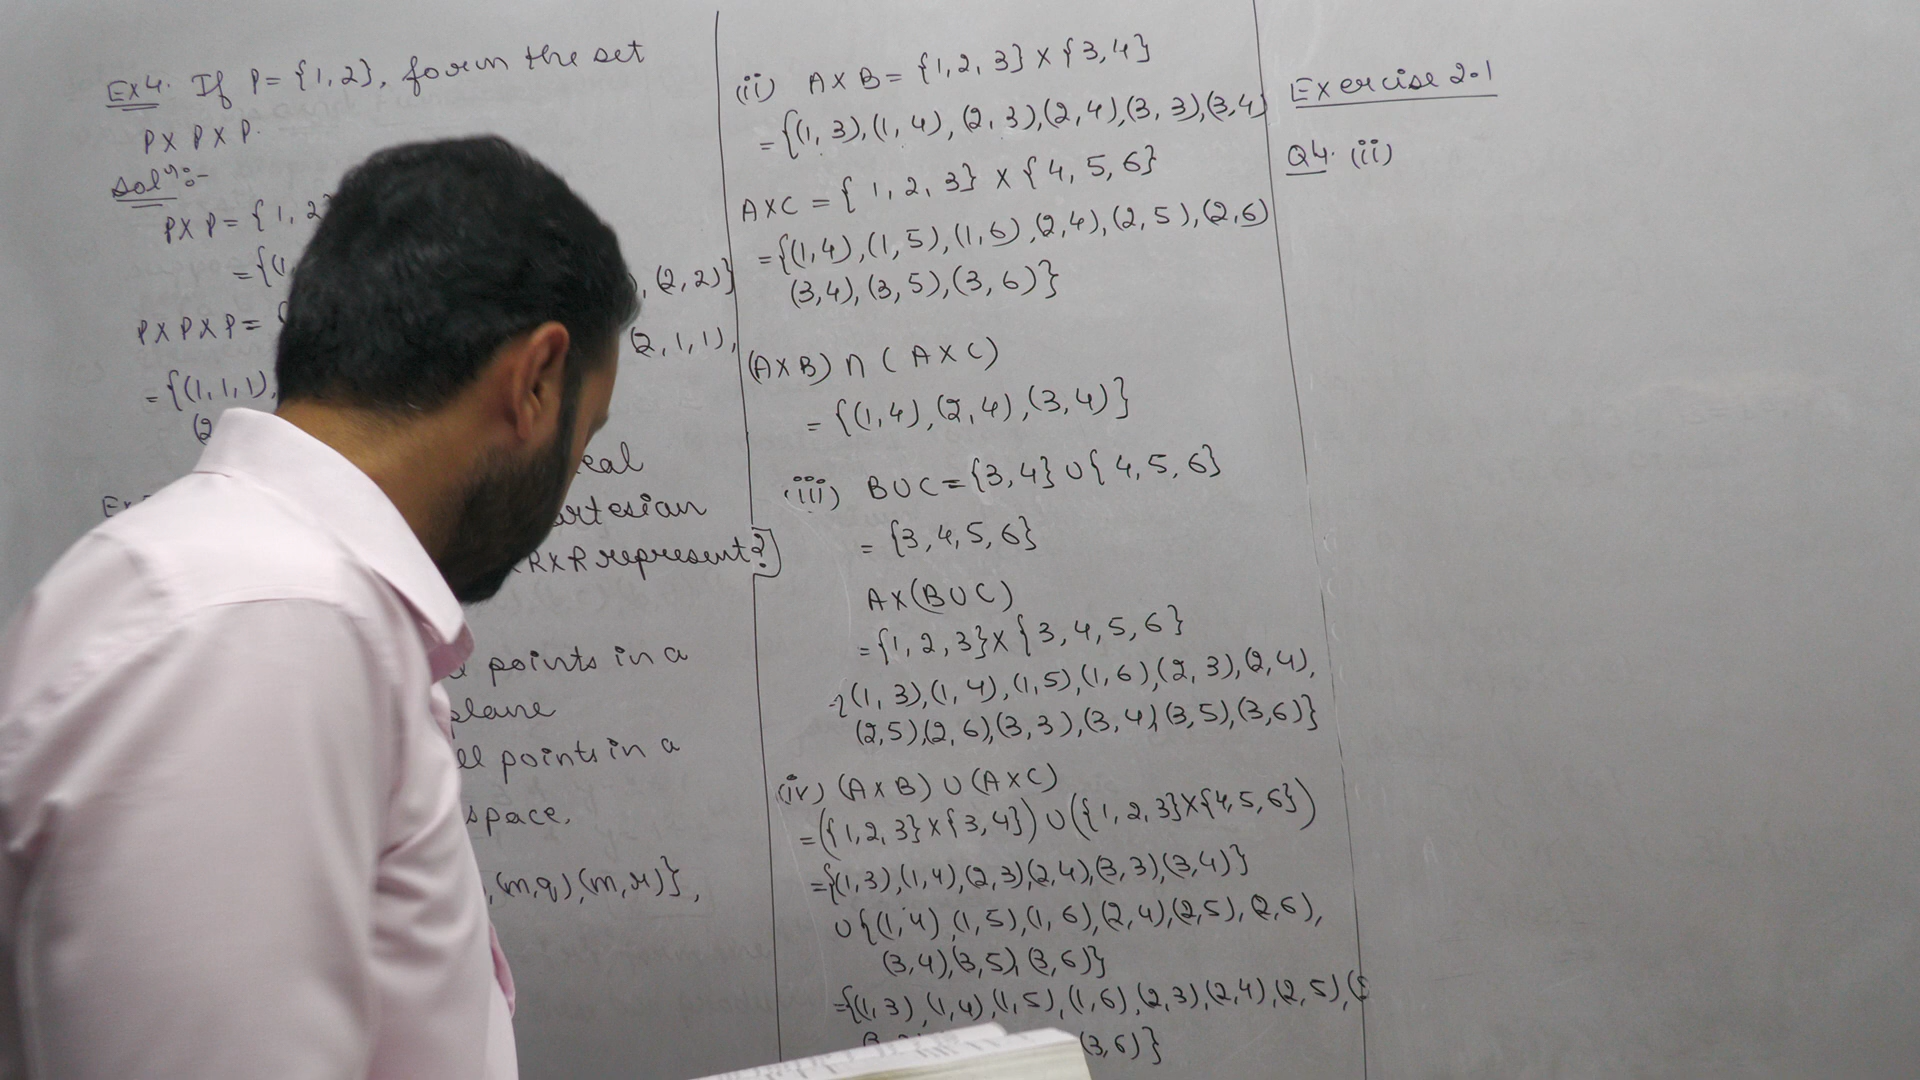 Ex4. If P = {1,2}, form the set
P X P X P.
Solⁿ:-
P X P = { 1, 2}
= {(1, , (2,2)}
P X P X P = { (2,1,1),
= {(1,1,1),
(2
eal
artesian
R X R represent?]
points in a
plane
ll points in a
space.
,(m,q) (m,r)},
(ii) A X B = {1, 2, 3} X {3, 4}
= {(1, 3), (1, 4), (2, 3), (2, 4), (3, 3), (3,4)
A X C = { 1, 2, 3} X { 4, 5, 6}
= {(1,4), (1, 5), (1, 6), (2,4), (2, 5), (2,6)
(3,4), (3, 5), (3, 6)}
(A X B) ∩ ( A X C)
= {(1, 4), (2, 4), (3, 4)}
(iii) B ∪ C = {3, 4} ∪ { 4, 5, 6}
= {3, 4, 5, 6}
A X (B ∪ C)
= {1, 2, 3} X {3, 4, 5, 6}
{(1, 3), (1, 4), (1, 5), (1, 6), (2, 3), (2, 4),
(2,5), (2, 6), (3, 3), (3, 4), (3, 5), (3,6)}
(iv) (A X B) ∪ (A X C)
= ({1, 2, 3} X {3, 4}) ∪ ({1, 2, 3} X {4, 5, 6})
= {(1,3), (1,4), (2,3) (2,4), (3, 3), (3,4)}
∪ {(1,4), (1,5), (1, 6), (2,4), (2,5), (2,6),
(3,4), (3,5), (3,6)}
= {(1,3), (1,4), (1,5), (1,6), (2,3), (2,4), (2,5), (
(3,6)}
Exercise 2.1
Q4. (ii)